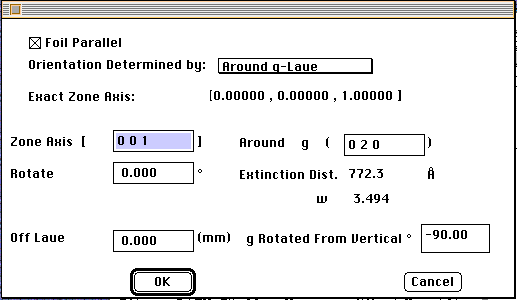 Foil Parallel
Orientation Determined by: Around g-Laue
Exact Zone Axis: [0.00000 , 0.00000 , 1.00000 ]
Zone Axis [ 0 0 1 ] Around g ( 0 2 0 )
Rotate 0.000 ° Extinction Dist. 772.3 Å
w 3.494
Off Laue 0.000 (mm) g Rotated From Vertical ° -90.00
OK Cancel